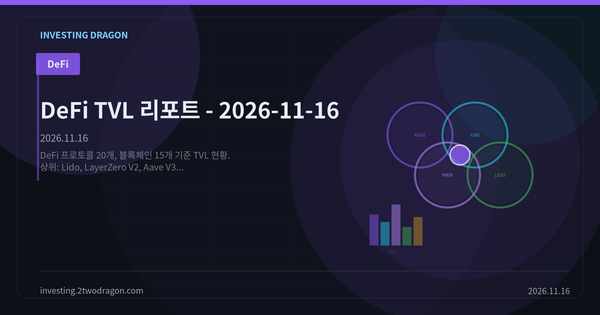 INVESTING DRAGON
DeFi
DeFi TVL 리포트 - 2026-11-16
2026.11.16
DeFi 프로토콜 20개, 블록체인 15개 기준 TVL 현황.
상위: Lido, LayerZero V2, Aave V3...
AAVE
UNI
MKR
LIDO
investing.2twodragon.com
2026.11.16